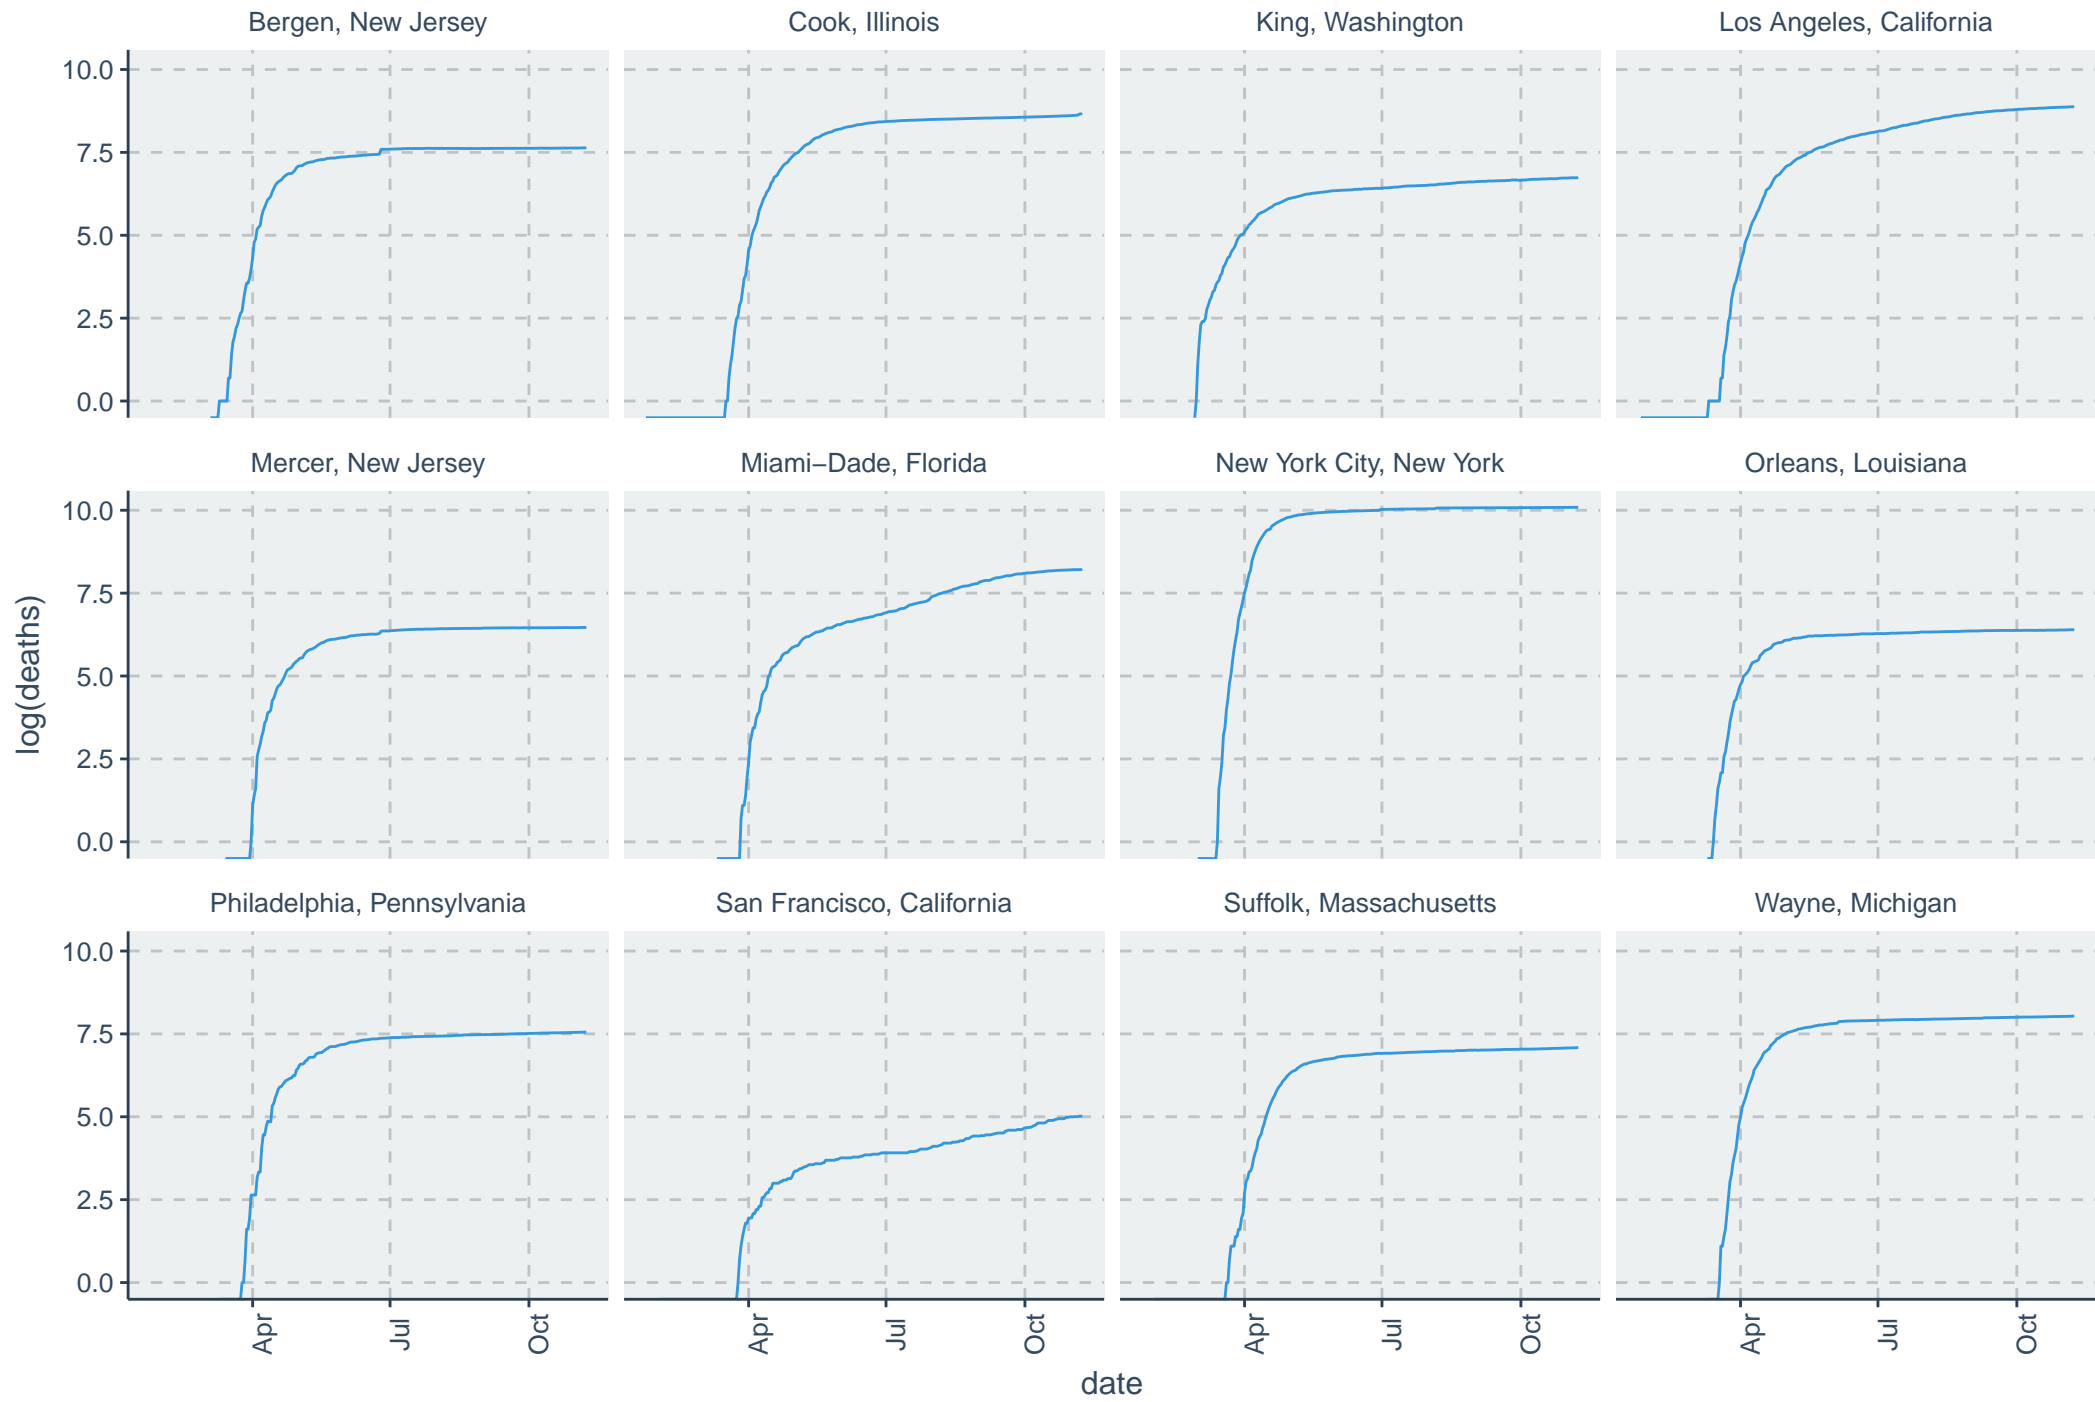 Bergen, New Jersey
Cook, Illinois
King, Washington
Los Angeles, California
10.0
7.5
5.0
2.5
0.0
Mercer, New Jersey
Miami−Dade, Florida
New York City, New York
Orleans, Louisiana
10.0
7.5
5.0
2.5
0.0
log(deaths)
Philadelphia, Pennsylvania
San Francisco, California
Suffolk, Massachusetts
Wayne, Michigan
10.0
7.5
5.0
2.5
0.0
Apr
Jul
Oct
Apr
Jul
Oct
Apr
Jul
Oct
Apr
Jul
Oct
date